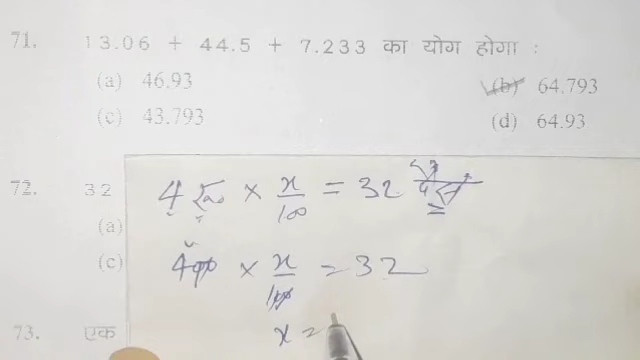 71. 13.06 + 44.5 + 7.233 का योग होगा :
(a) 46.93 (b) 64.793
(c) 43.793 (d) 64.93
72. 32
(a)
4 × x/100 = 32
(c)
400 × x/100 = 32
x =
73. एक